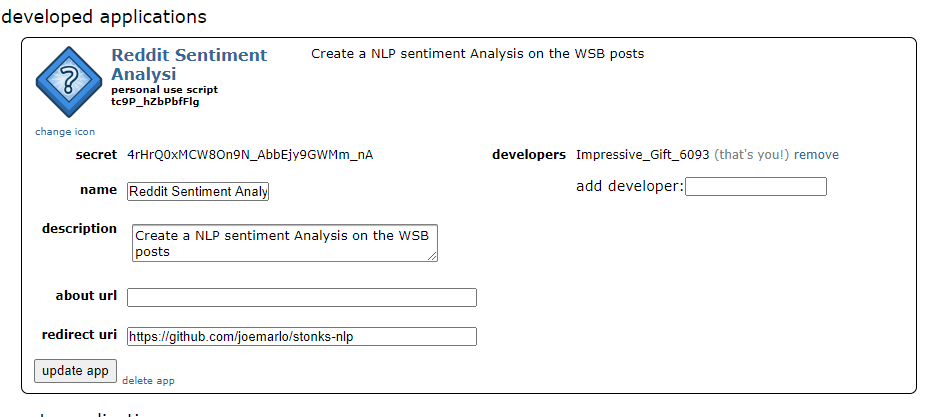 developed applications
Reddit Sentiment
Analysi
Create a NLP sentiment Analysis on the WSB posts
personal use script
tc9P_hZbPbfFlg
change icon
secret 4rHrQ0xMCW8On9N_AbbEjy9GWMm_nA
developers Impressive_Gift_6093 (that's you!) remove
name Reddit Sentiment Analy
add developer:
description Create a NLP sentiment Analysis on the WSB
posts
about url
redirect uri https://github.com/joemarlo/stonks-nlp
update app delete app